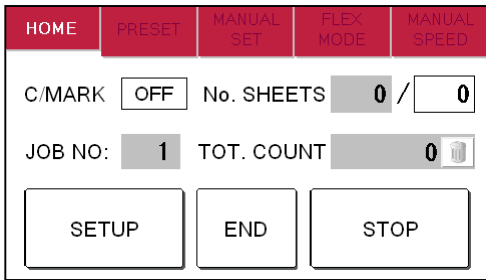 HOME PRESET MANUAL SET FLEX MODE MANUAL SPEED
C/MARK OFF No. SHEETS 0 / 0
JOB NO: 1 TOT. COUNT 0
SETUP END STOP